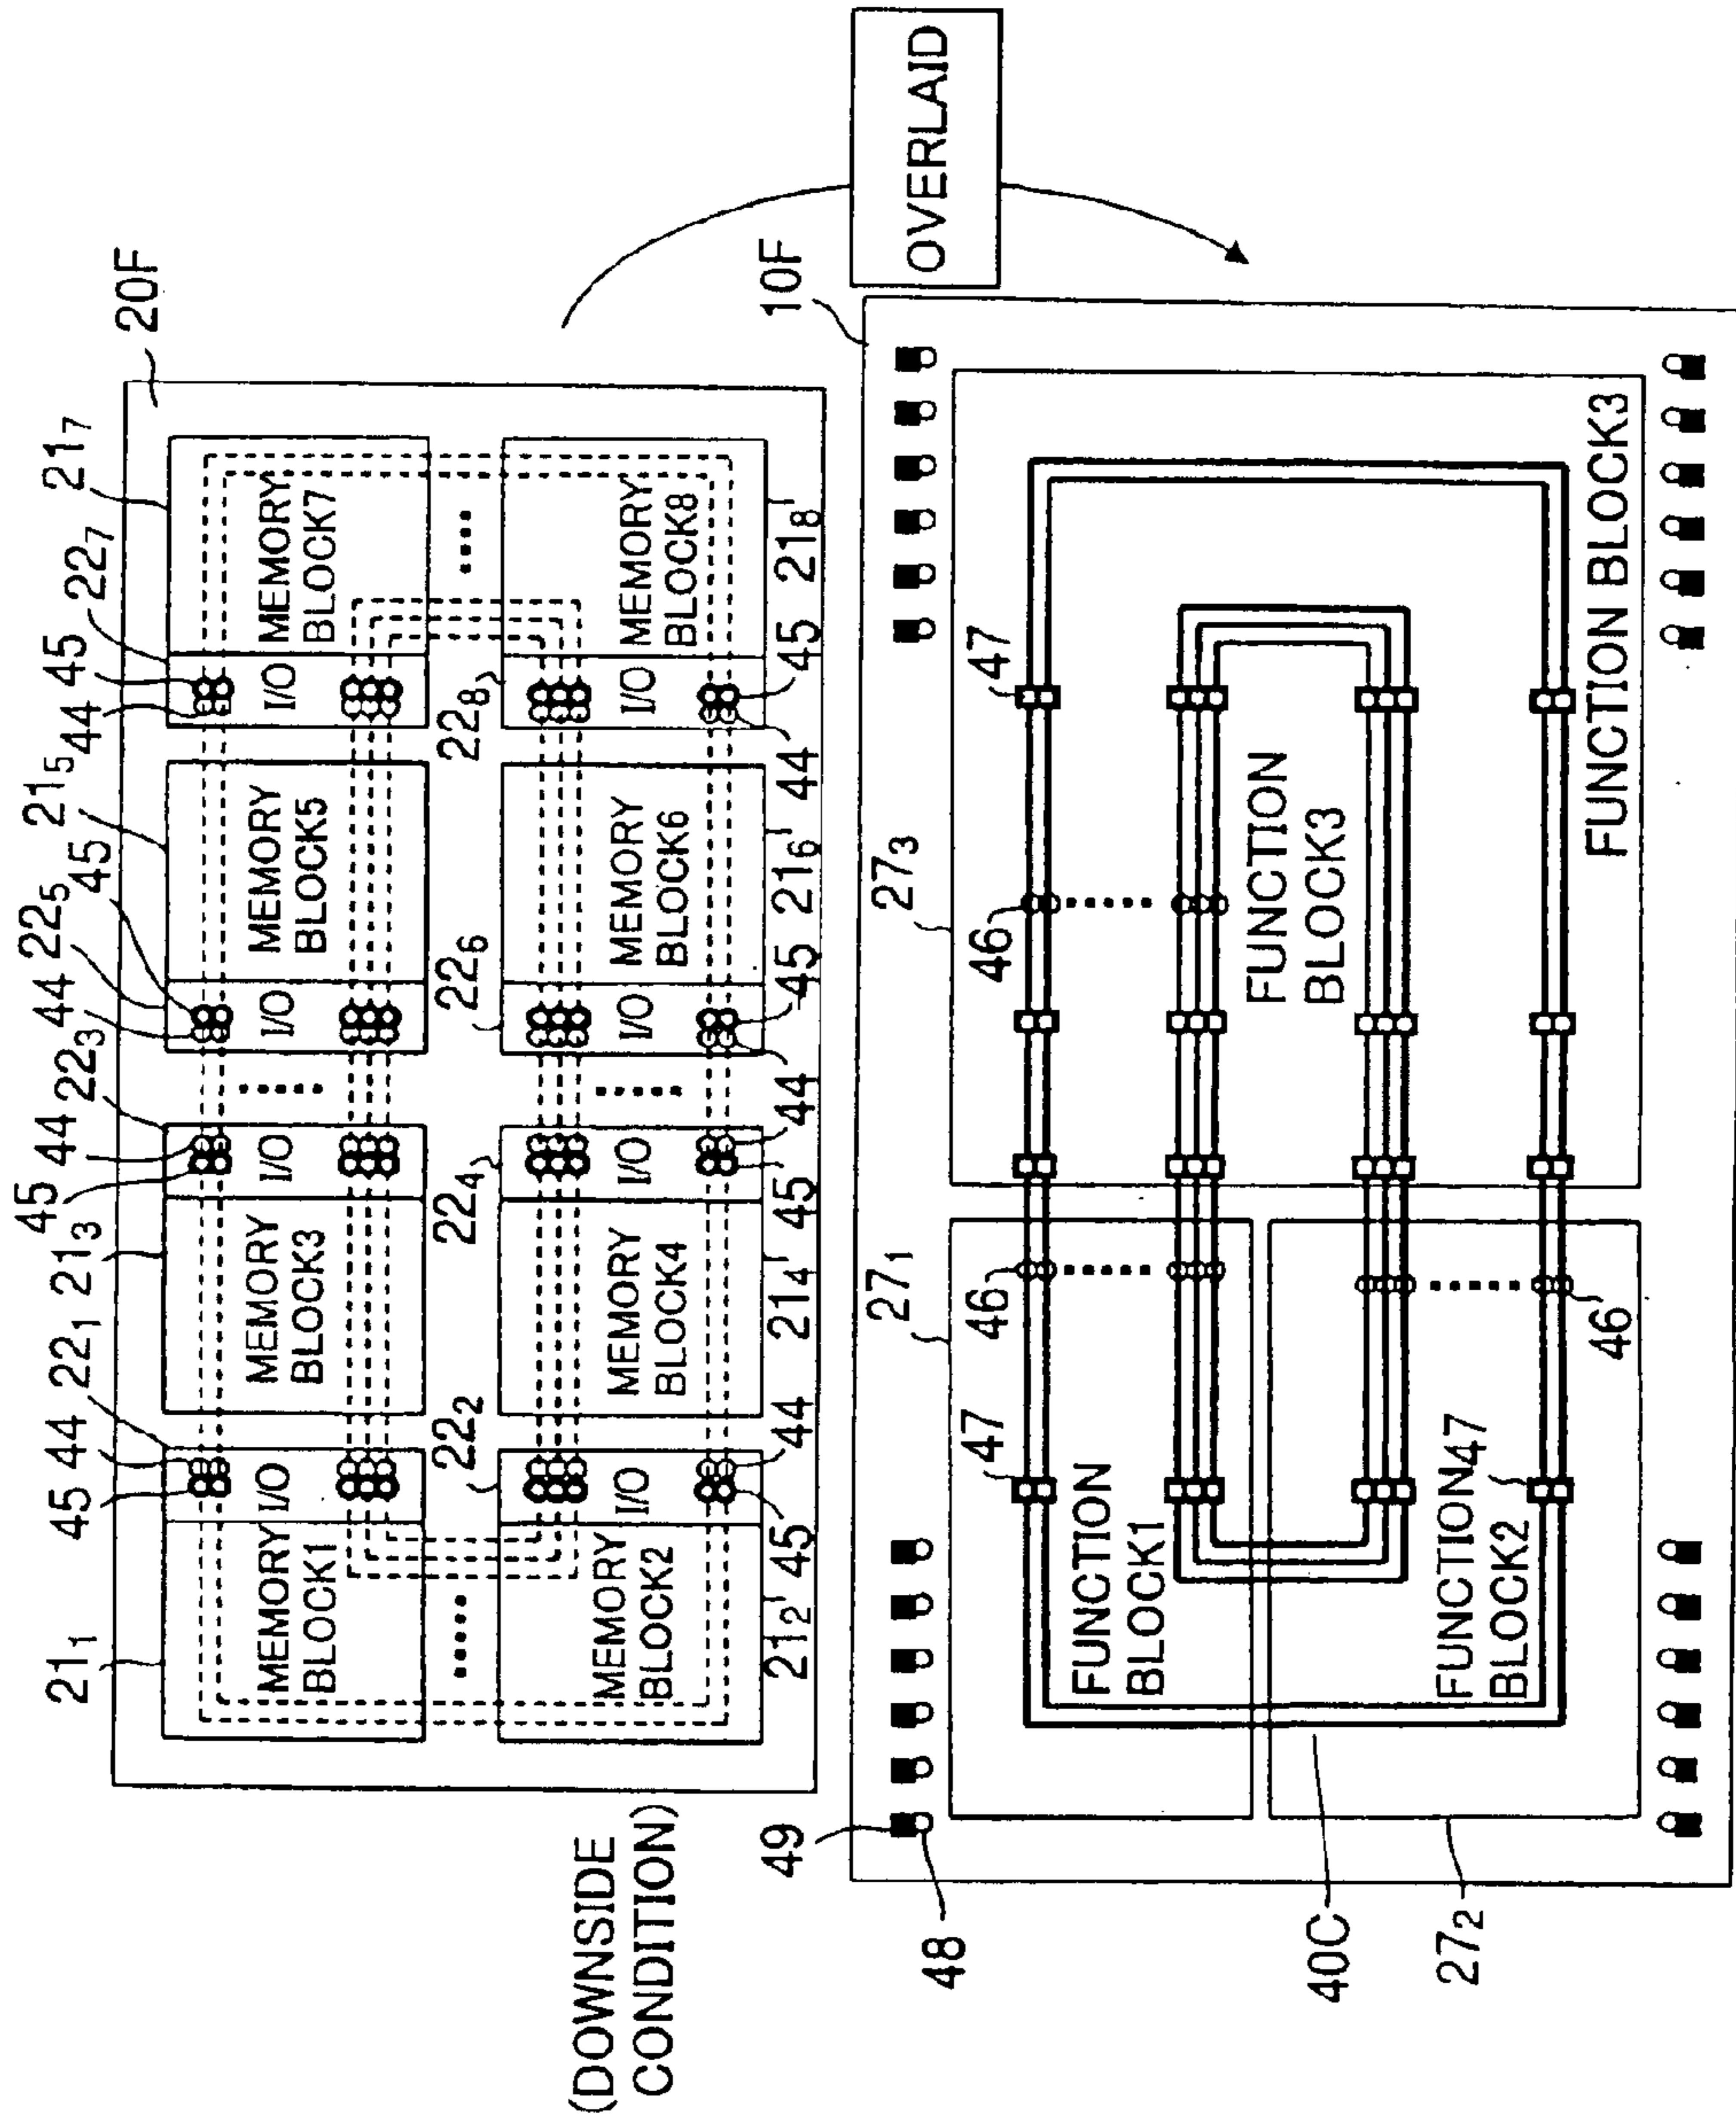 20F
21₁
45
44
22₁
21₃
45
44
22₃
44
22₅
45
21₅
44
45
22₇
21₇
MEMORY
BLOCK1
I/O
MEMORY
BLOCK3
I/O
I/O
MEMORY
BLOCK5
I/O
MEMORY
BLOCK7
22₂
22₄
22₆
22₈
MEMORY
BLOCK2
I/O
MEMORY
BLOCK4
I/O
I/O
MEMORY
BLOCK6
I/O
MEMORY
BLOCK8
21₂
45
44
21₄
45
44
45
21₆
44
45
21₈
(DOWNSIDE
CONDITION)
OVERLAID
10F
49
48
27₁
27₃
47
46
46
47
FUNCTION
BLOCK1
FUNCTION
BLOCK3
FUNCTION
BLOCK2
47
46
FUNCTION BLOCK3
40C
27₂